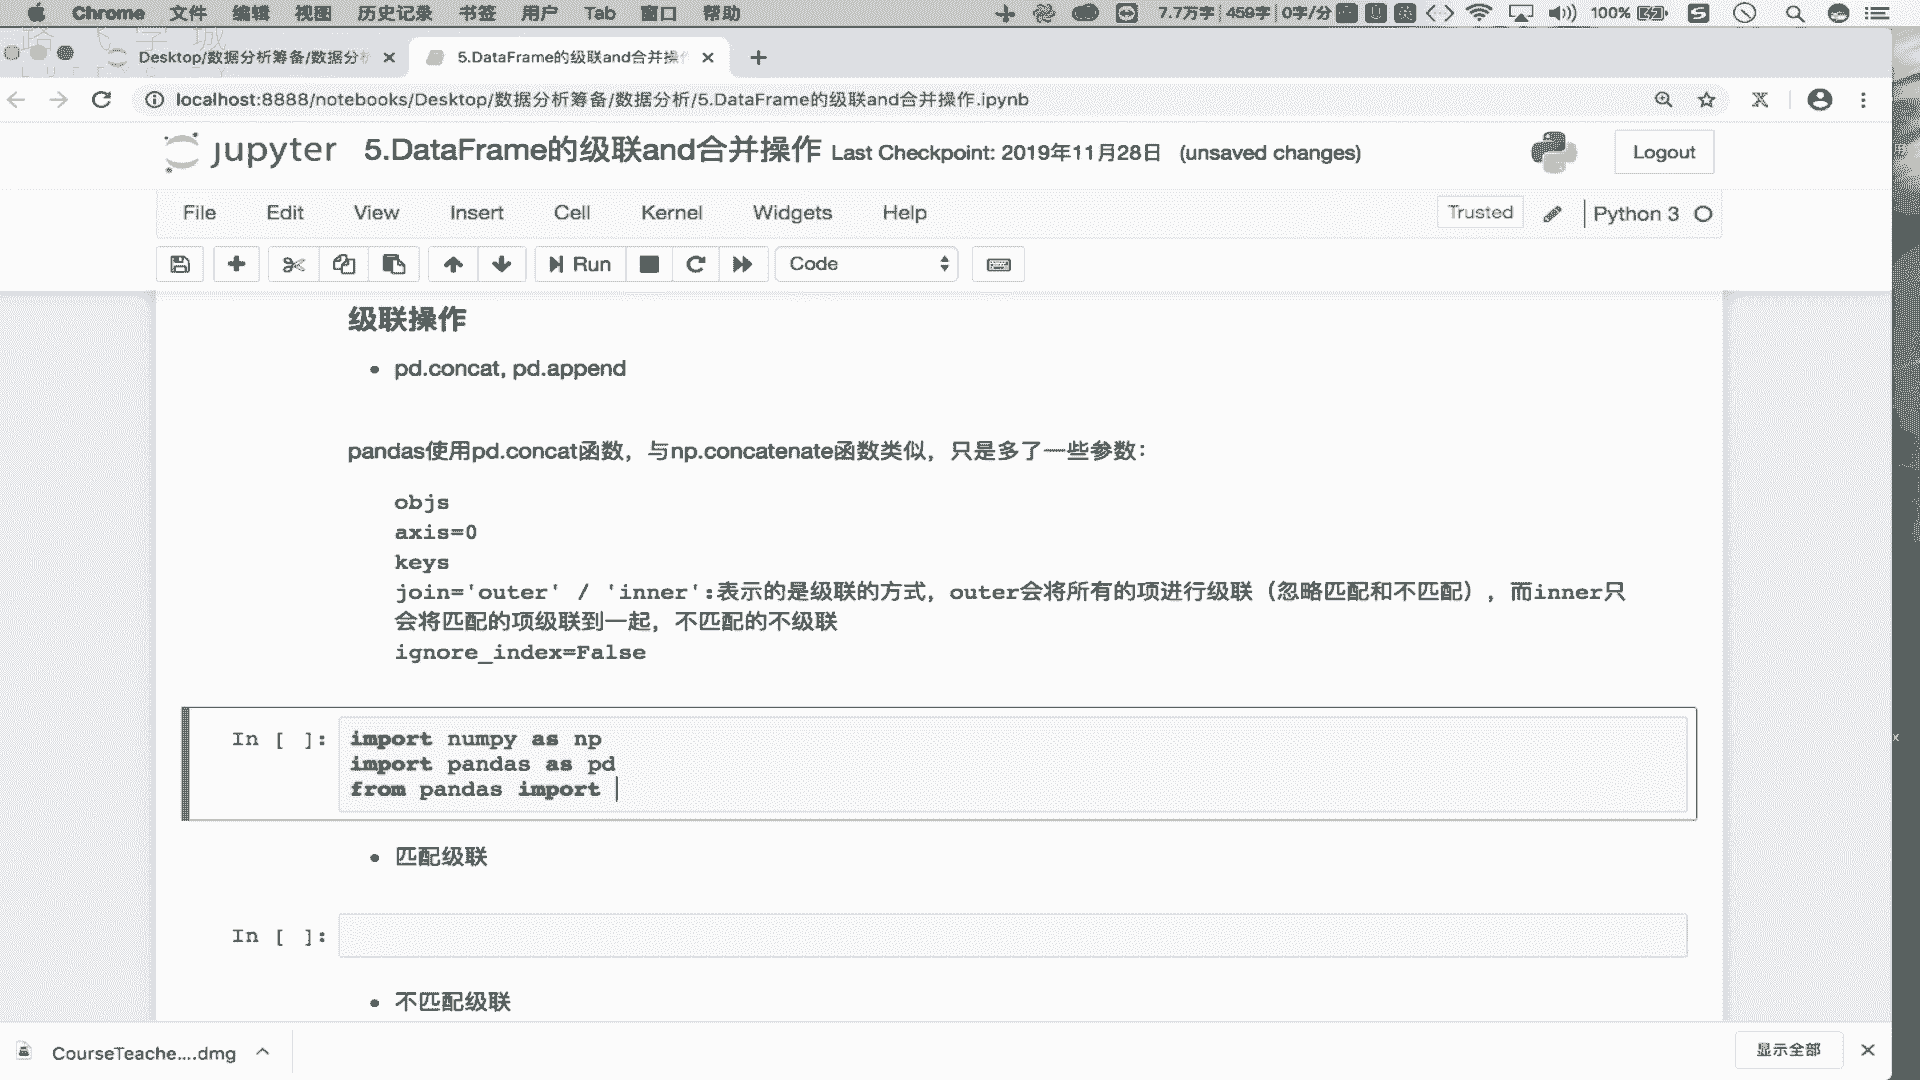 Chrome 文件 编辑 视图 历史记录 书签 用户 Tab 窗口 帮助 7.7万字 459字 0字/分 100%
Desktop/数据分析筹备/数据分 5.DataFrame的级联and合并操
localhost:8888/notebooks/Desktop/数据分析筹备/数据分析/5.DataFrame的级联and合并操作.ipynb
jupyter 5.DataFrame的级联and合并操作 Last Checkpoint: 2019年11月28日 (unsaved changes) Logout
File Edit View Insert Cell Kernel Widgets Help Trusted Python 3
Run Code
级联操作
• pd.concat, pd.append
pandas使用pd.concat函数，与np.concatenate函数类似，只是多了一些参数：
objs
axis=0
keys
join='outer' / 'inner':表示的是级联的方式，outer会将所有的项进行级联（忽略匹配和不匹配），而inner只
会将匹配的项级联到一起，不匹配的不级联
ignore_index=False
In [ ]: import numpy as np
import pandas as pd
from pandas import
• 匹配级联
In [ ]:
• 不匹配级联
CourseTeache....dmg 显示全部